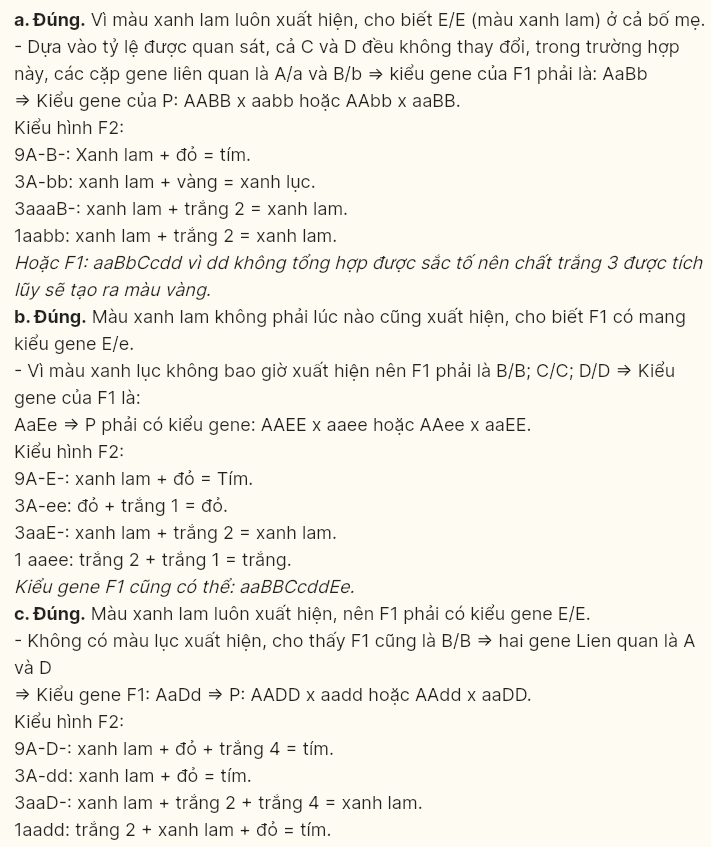 a. Đúng. Vì màu xanh lam luôn xuất hiện, cho biết E/E (màu xanh lam) ở cả bố mẹ.
- Dựa vào tỷ lệ được quan sát, cả C và D đều không thay đổi, trong trường hợp
này, các cặp gene liên quan là A/a và B/b ⇒ kiểu gene của F1 phải là: AaBb
⇒ Kiểu gene của P: AABB x aabb hoặc AAbb x aaBB.
Kiểu hình F2:
9A-B-: Xanh lam + đỏ = tím.
3A-bb: xanh lam + vàng = xanh lục.
3aaaB-: xanh lam + trắng 2 = xanh lam.
1aabb: xanh lam + trắng 2 = xanh lam.
Hoặc F1: aaBbCcdd vì dd không tổng hợp được sắc tố nên chất trắng 3 được tích
lũy sẽ tạo ra màu vàng.
b. Đúng. Màu xanh lam không phải lúc nào cũng xuất hiện, cho biết F1 có mang
kiểu gene E/e.
- Vì màu xanh lục không bao giờ xuất hiện nên F1 phải là B/B; C/C; D/D ⇒ Kiểu
gene của F1 là:
AaEe ⇒ P phải có kiểu gene: AAEE x aaee hoặc AAee x aaEE.
Kiểu hình F2:
9A-E-: xanh lam + đỏ = Tím.
3A-ee: đỏ + trắng 1 = đỏ.
3aaE-: xanh lam + trắng 2 = xanh lam.
1 aaee: trắng 2 + trắng 1 = trắng.
Kiểu gene F1 cũng có thể: aaBBCcddEe.
c. Đúng. Màu xanh lam luôn xuất hiện, nên F1 phải có kiểu gene E/E.
- Không có màu lục xuất hiện, cho thấy F1 cũng là B/B ⇒ hai gene Lien quan là A
và D
⇒ Kiểu gene F1: AaDd ⇒ P: AADD x aadd hoặc AAdd x aaDD.
Kiểu hình F2:
9A-D-: xanh lam + đỏ + trắng 4 = tím.
3A-dd: xanh lam + đỏ = tím.
3aaD-: xanh lam + trắng 2 + trắng 4 = xanh lam.
1aadd: trắng 2 + xanh lam + đỏ = tím.